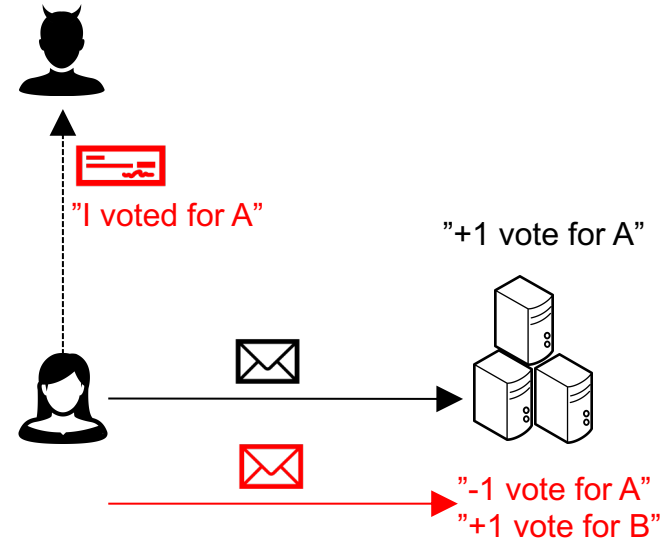 ”I voted for A”
”+1 vote for A”
”-1 vote for A”
”+1 vote for B”